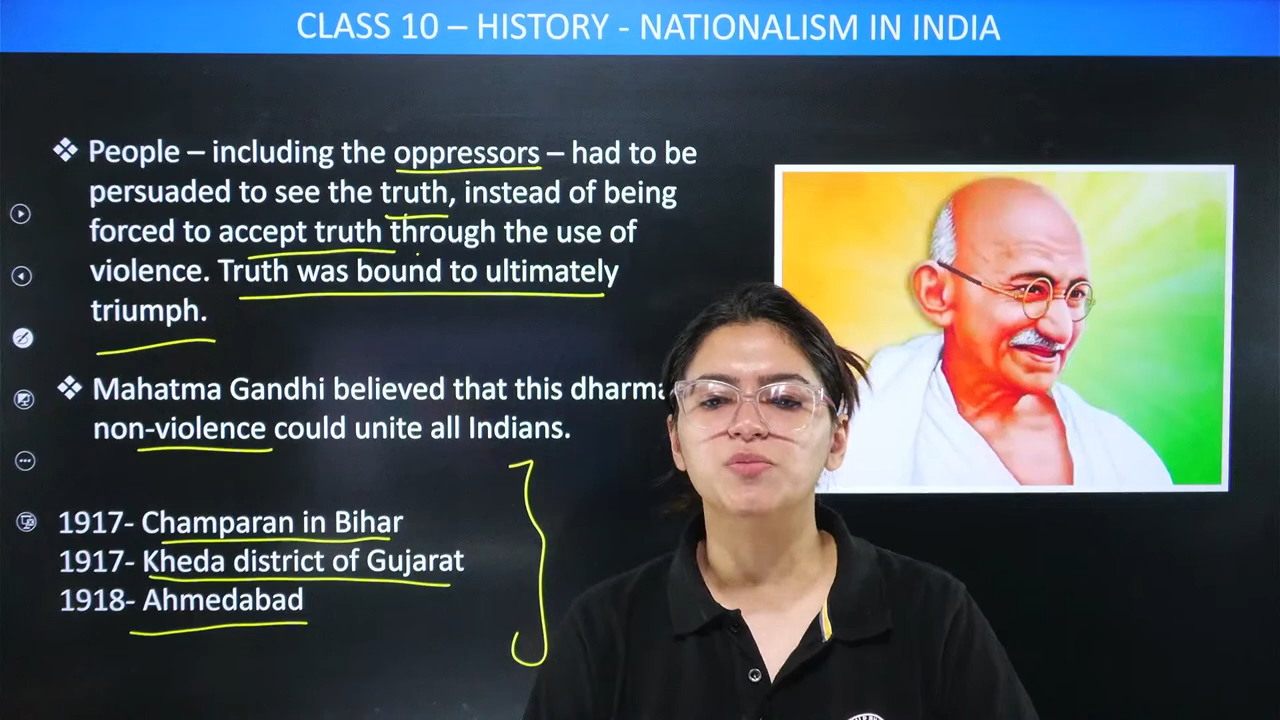 CLASS 10 – HISTORY - NATIONALISM IN INDIA
❖ People – including the oppressors – had to be
persuaded to see the truth, instead of being
forced to accept truth through the use of
violence. Truth was bound to ultimately
triumph.
❖ Mahatma Gandhi believed that this dharma
non-violence could unite all Indians.
1917- Champaran in Bihar
1917- Kheda district of Gujarat
1918- Ahmedabad